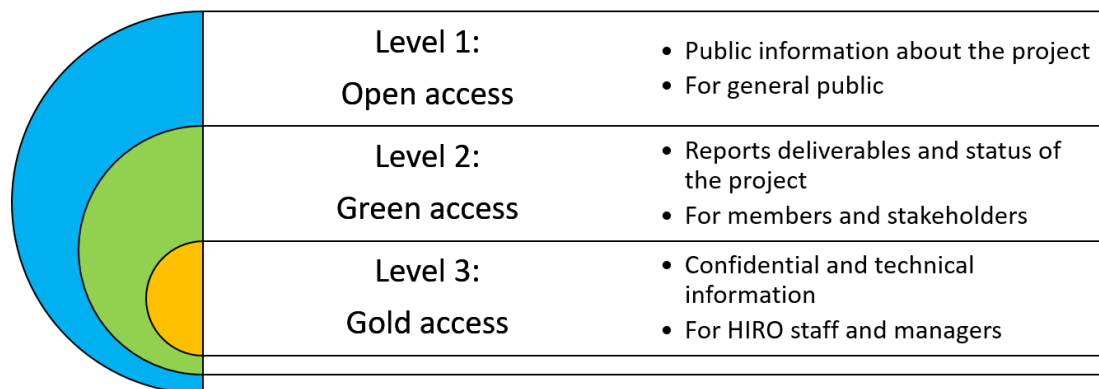 Level 1:
Open access
• Public information about the project
• For general public
Level 2:
Green access
• Reports deliverables and status of
the project
• For members and stakeholders
Level 3:
Gold access
• Confidential and technical
information
• For HIRO staff and managers